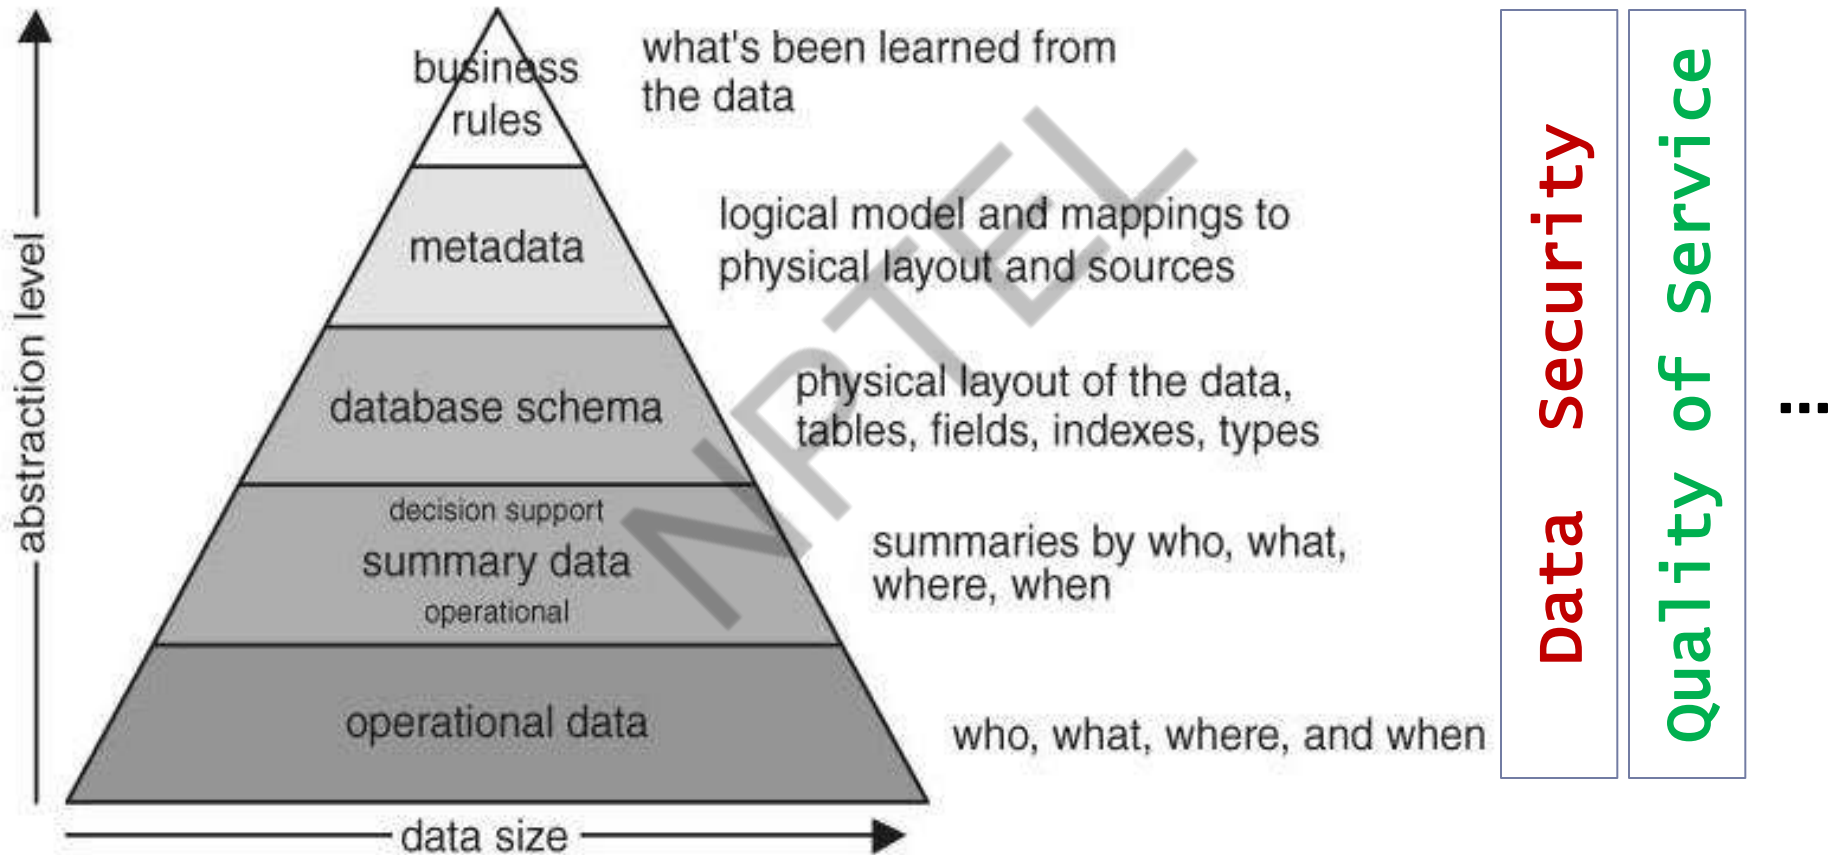 business
rules
what's been learned from
the data
metadata
logical model and mappings to
physical layout and sources
database schema
physical layout of the data,
tables, fields, indexes, types
decision support
summary data
operational
summaries by who, what,
where, when
operational data
who, what, where, and when
abstraction level
data size
Data Security
Quality of Service
...
NPTEL